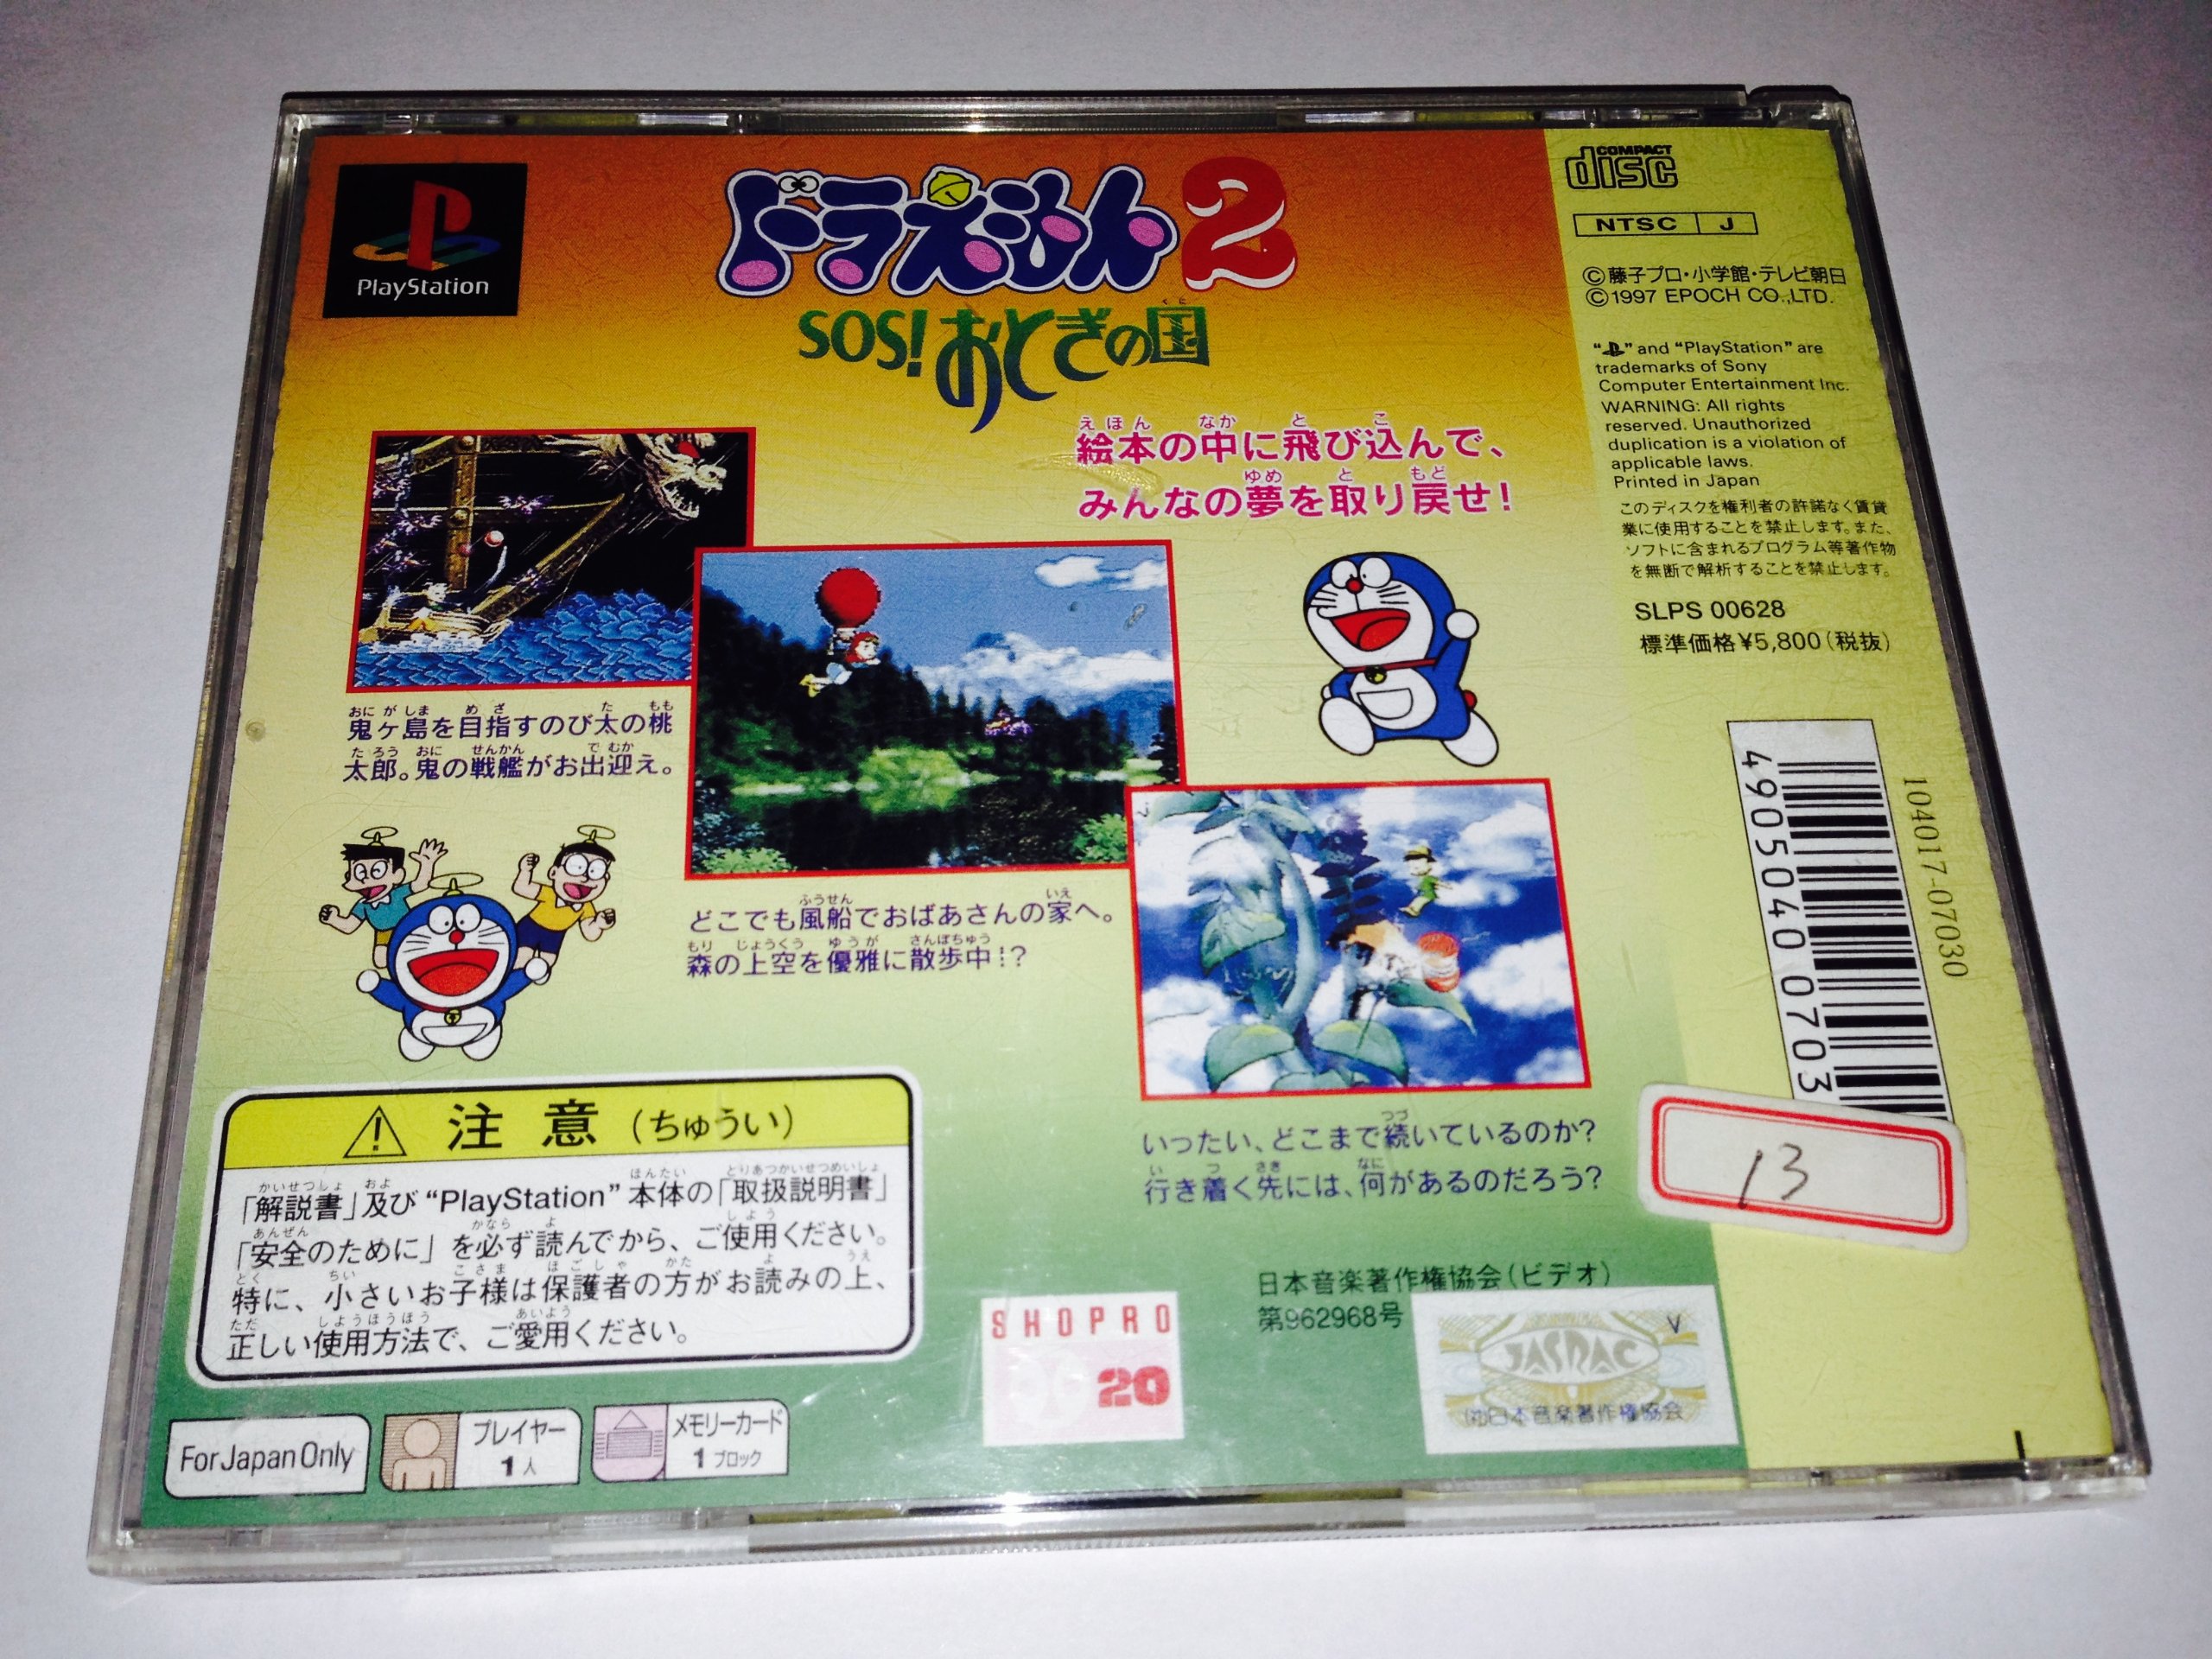 PlayStation
ドラえもん2
SOS!おとぎの国
絵本の中に飛び込んで、
みんなの夢を取り戻せ!
鬼ヶ島を目指すのび太の桃
太郎。鬼の戦艦がお出迎え。
どこでも風船でおばあさんの家へ。
森の上空を優雅に散歩中!?
いったい、どこまで続いているのか?
行き着く先には、何があるのだろう?
注意(ちゅうい)
「解説書」及び“PlayStation”本体の「取扱説明書」
「安全のために」を必ず読んでから、ご使用ください。
特に、小さいお子様は保護者の方がお読みの上、
正しい使用方法で、ご愛用ください。
For Japan Only
プレイヤー
1人
メモリーカード
1ブロック
SHOPRO
20
日本音楽著作権協会(ビデオ)
第962968号
V
JASRAC
(社)日本音楽著作権協会
COMPACT
disc
NTSC J
©藤子プロ・小学館・テレビ朝日
©1997 EPOCH CO.,LTD.
“ ” and “PlayStation” are
trademarks of Sony
Computer Entertainment Inc.
WARNING: All rights
reserved. Unauthorized
duplication is a violation of
applicable laws.
Printed in Japan
このディスクを権利者の許諾なく賃貸
業に使用することを禁止します。また、
ソフトに含まれるプログラム等著作物
を無断で解析することを禁止します。
SLPS 00628
標準価格¥5,800(税抜)
4905040 0703
104017-07030
13